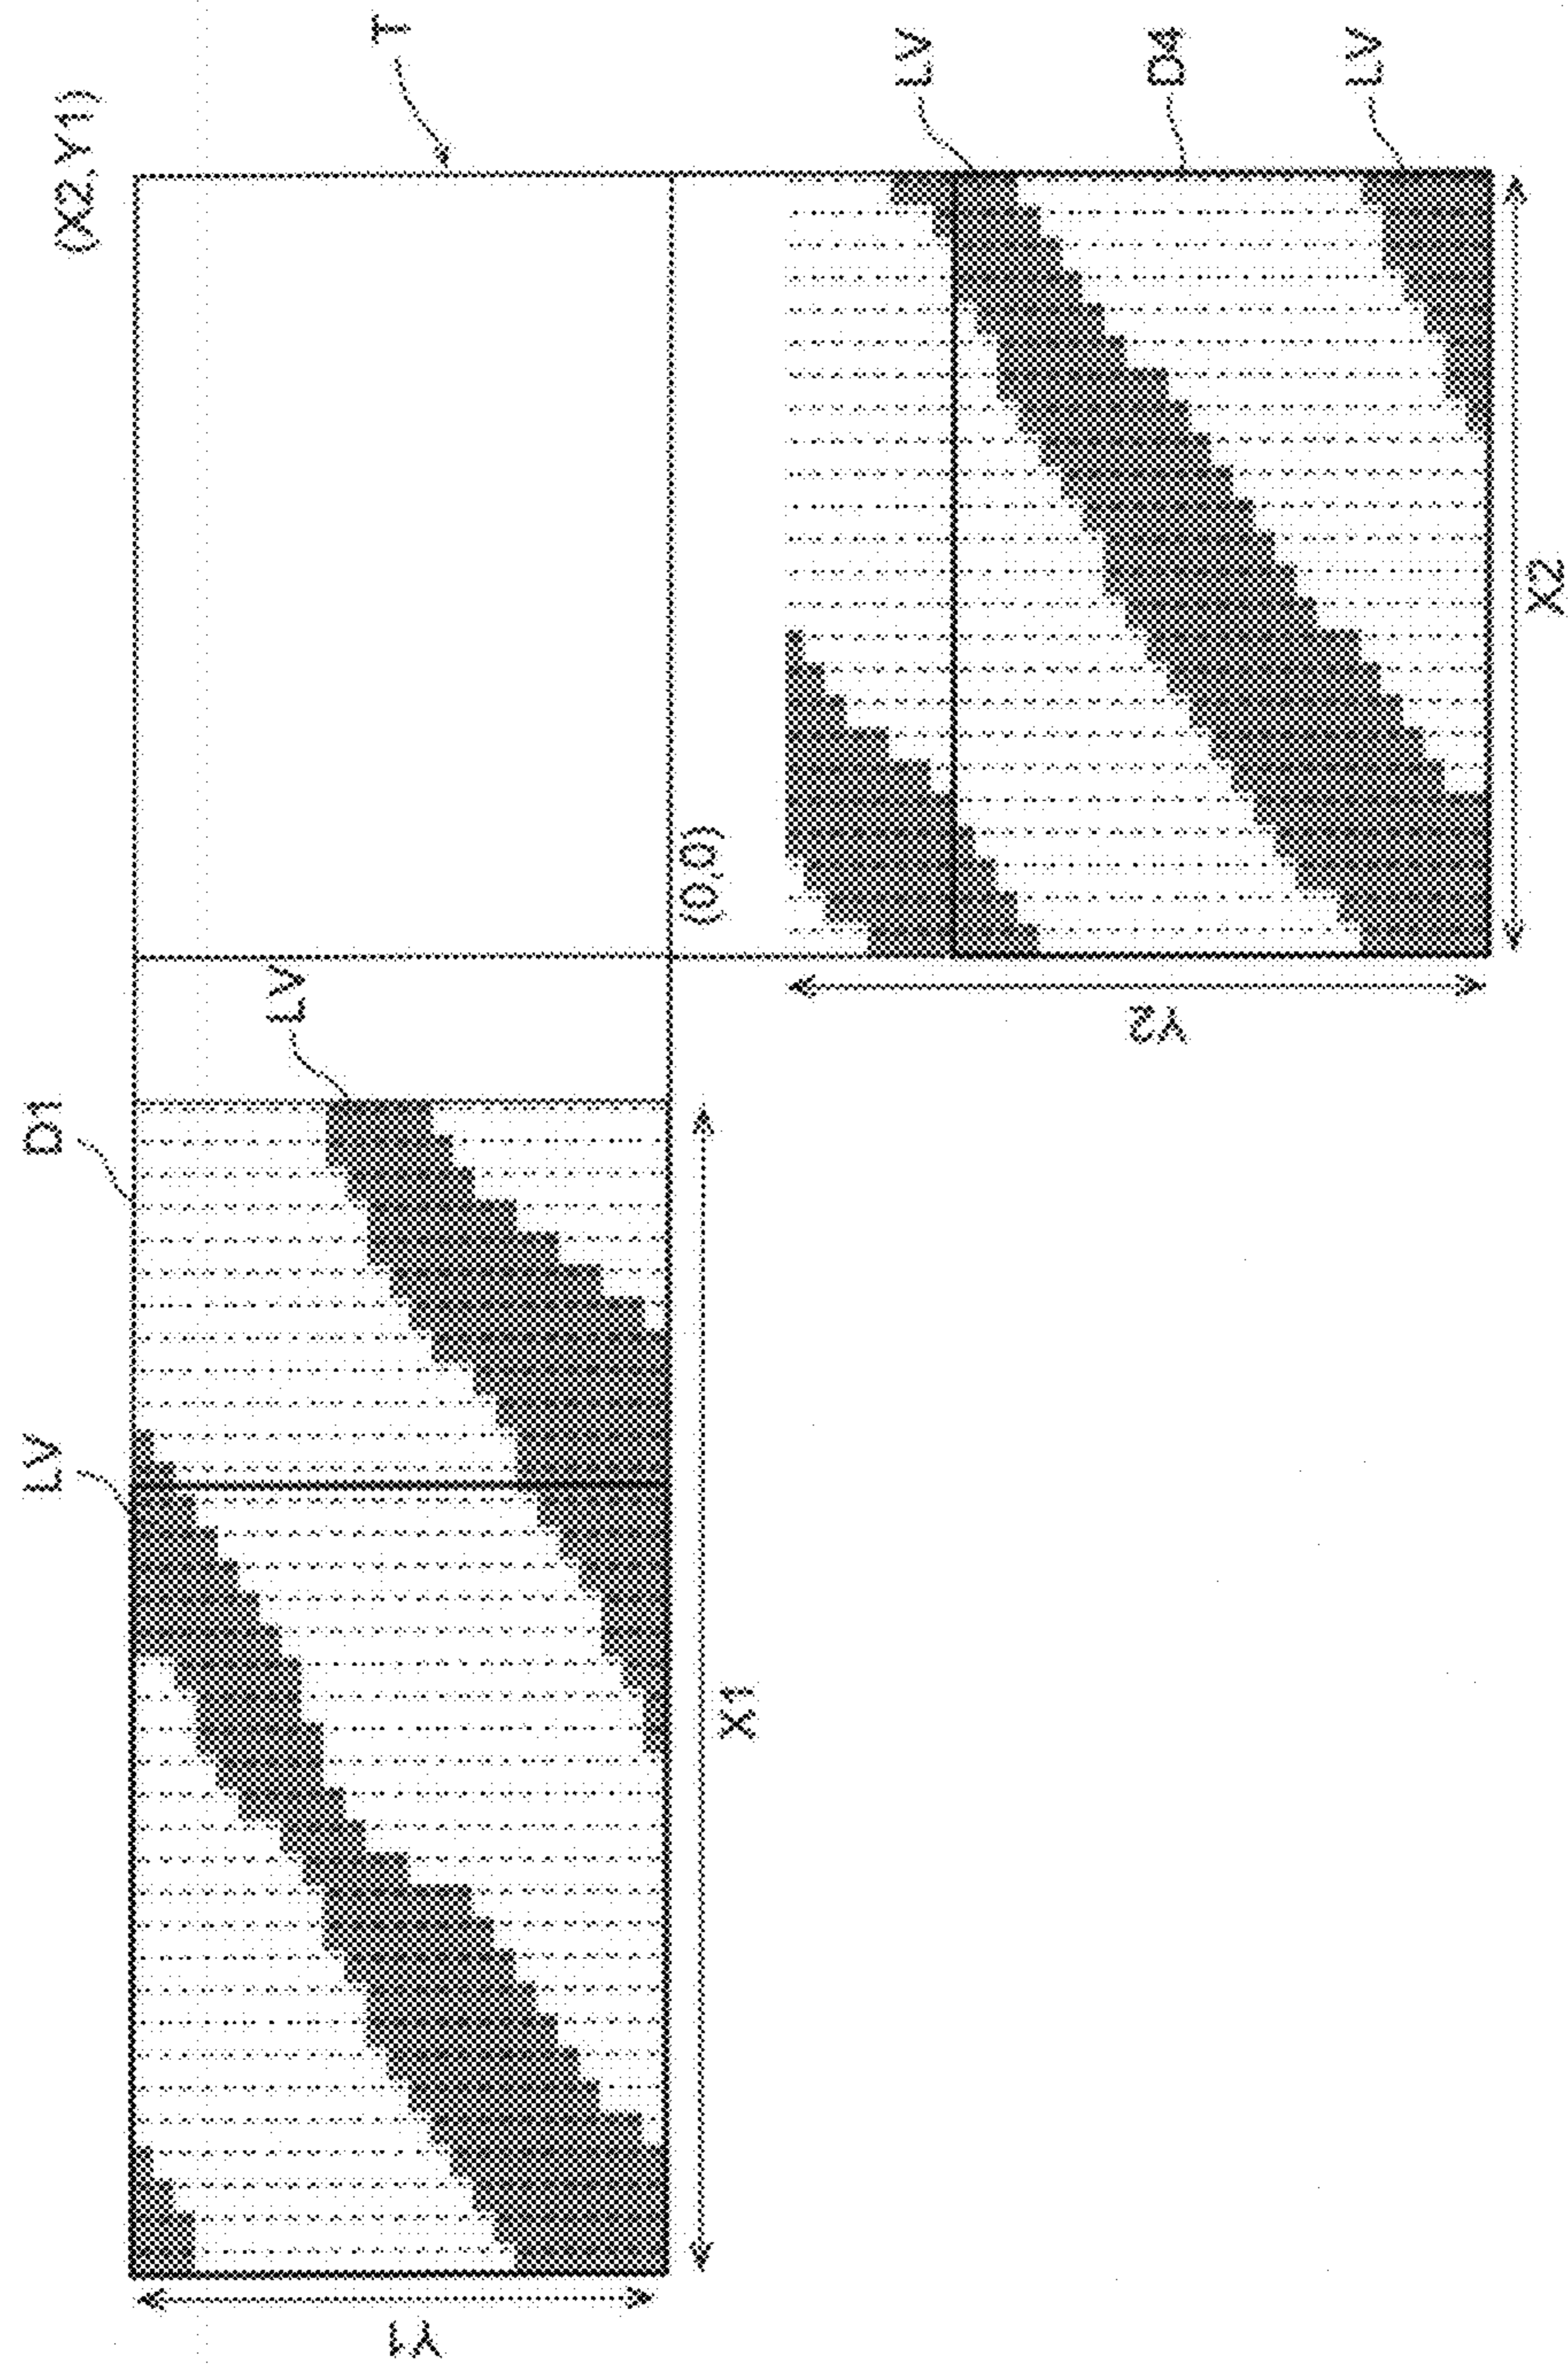 (X2,Y1)
T
LV
D4
LV
(0,0)
X2
Y2
LV
D1
LV
X1
Y1